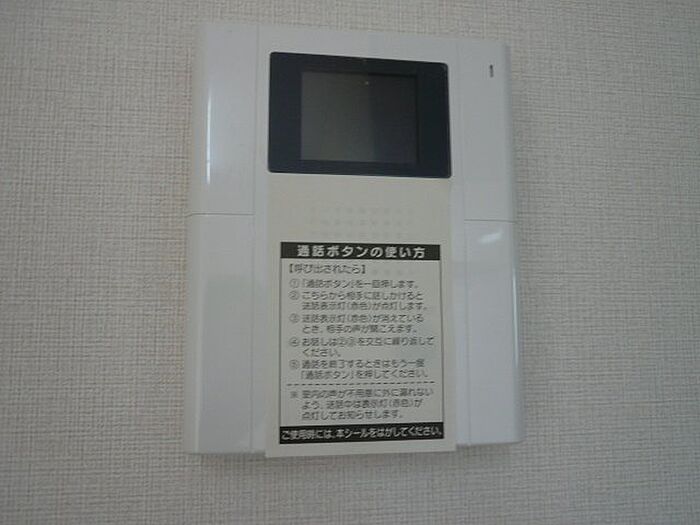 通話ボタンの使い方
【呼び出されたら】
①「通話ボタン」を一回押します。
②こちらから相手に話しかけると
送話表示灯(赤色)が点灯します。
③送話表示灯(赤色)が消えている
とき、相手の声が聞こえます。
④お話しは②③を交互に繰り返して
ください。
⑤通話を終了するときはもう一度
「通話ボタン」を押してください。
※室内の声が不用意に外に漏れない
よう、送話中は表示灯(赤色)が
点灯してお知らせします。
ご使用時には、本シールをはがしてください。